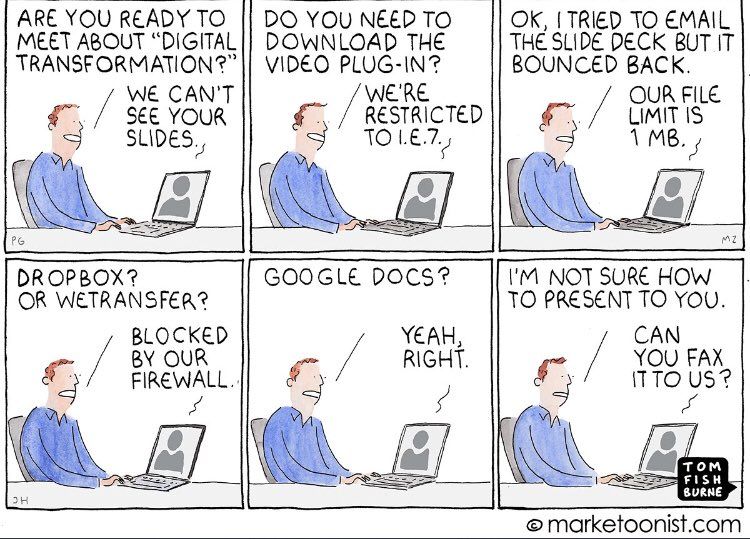 ARE YOU READY TO
MEET ABOUT "DIGITAL
TRANSFORMATION?"
WE CAN'T
SEE YOUR
SLIDES.
PG
DO YOU NEED TO
DOWNLOAD THE
VIDEO PLUG-IN?
WE'RE
RESTRICTED
TO I.E.7.
OK, I TRIED TO EMAIL
THE SLIDE DECK BUT IT
BOUNCED BACK.
OUR FILE
LIMIT IS
1 MB.
MZ
DROPBOX?
OR WETRANSFER?
BLOCKED
BY OUR
FIREWALL.
JH
GOOGLE DOCS?
YEAH,
RIGHT.
I'M NOT SURE HOW
TO PRESENT TO YOU.
CAN
YOU FAX
IT TO US?
TOM
FISH
BURNE
© marketoonist.com